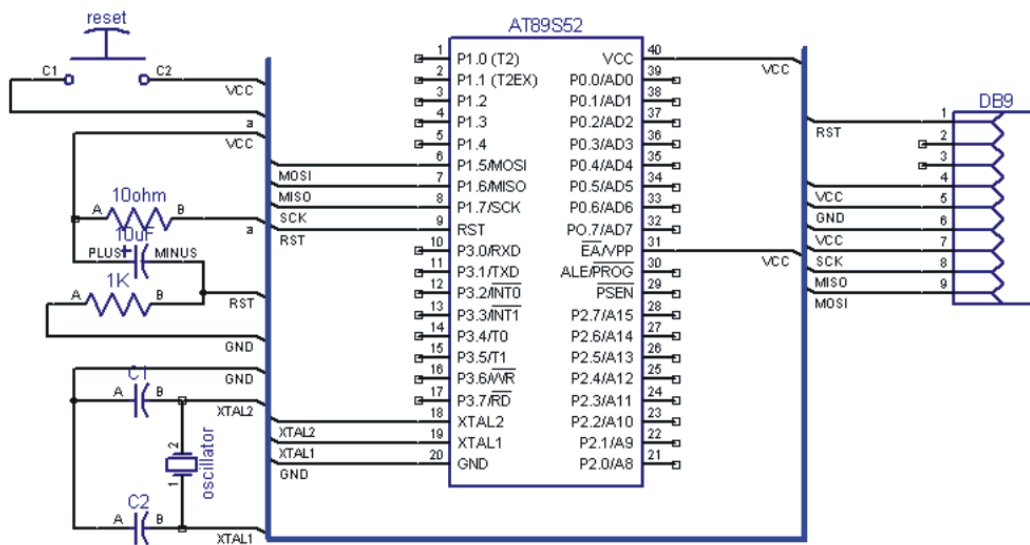 reset
C1
C2
VCC
a
VCC
10ohm
A
B
SCK
a
10uF
PLUS
MINUS
RST
1K
A
B
RST
GND
GND
C1
A
B
XTAL2
2
oscillator
1
C2
A
B
XTAL1
MOSI
MISO
XTAL2
XTAL1
GND
AT89S52
1 P1.0 (T2)
2 P1.1 (T2EX)
3 P1.2
4 P1.3
5 P1.4
6 P1.5/MOSI
7 P1.6/MISO
8 P1.7/SCK
9 RST
10 P3.0/RXD
11 P3.1/TXD
12 P3.2/INT0
13 P3.3/INT1
14 P3.4/T0
15 P3.5/T1
16 P3.6/WR
17 P3.7/RD
18 XTAL2
19 XTAL1
20 GND
VCC 40
P0.0/AD0 39
P0.1/AD1 38
P0.2/AD2 37
P0.3/AD3 36
P0.4/AD4 35
P0.5/AD5 34
P0.6/AD6 33
PO.7/AD7 32
EA/VPP 31
ALE/PROG 30
PSEN 29
P2.7/A15 28
P2.6/A14 27
P2.5/A13 26
P2.4/A12 25
P2.3/A11 24
P2.2/A10 23
P2.1/A9 22
P2.0/A8 21
VCC
VCC
DB9
1
RST
2
3
4
VCC
5
GND
6
VCC
7
SCK
8
MISO
9
MOSI